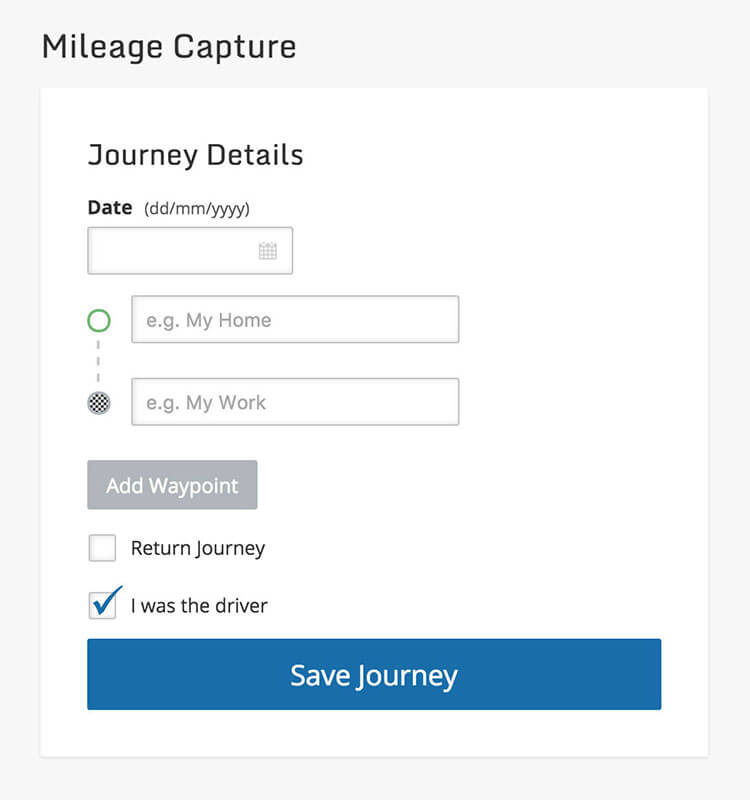 Mileage Capture
Journey Details
Date (dd/mm/yyyy)
e.g. My Home
e.g. My Work
Add Waypoint
Return Journey
I was the driver
Save Journey